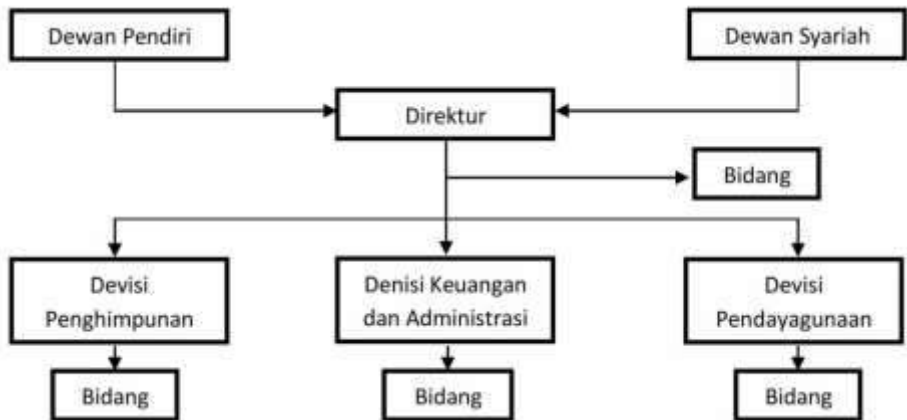 Dewan Pendiri
Dewan Syariah
Direktur
Bidang
Devisi
Penghimpunan
Denisi Keuangan
dan Administrasi
Devisi
Pendayagunaan
Bidang
Bidang
Bidang